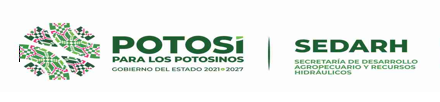 POTOSÍ
PARA LOS POTOSINOS
GOBIERNO DEL ESTADO 2021-2027
SEDARH
SECRETARÍA DE DESARROLLO
AGROPECUARIO Y RECURSOS
HIDRÁULICOS